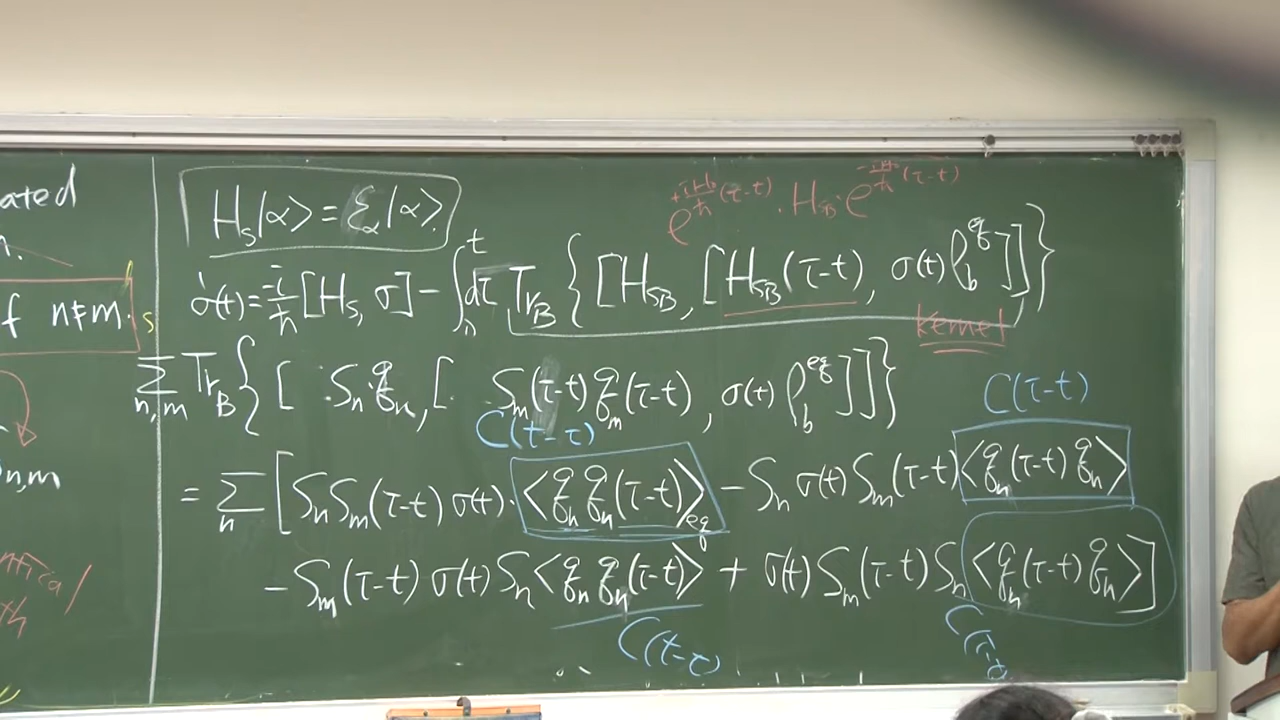 ated
n.
f n≠m.
s
n,m
H_s|α> = ε_α|α>.
e^{+iH_b/ħ (τ-t)} · H_SB · e^{-iH_b/ħ (τ-t)}
σ̇(t) = -i/ħ [H_s, σ] - ∫_0^t dτ Tr_B { [H_SB, [H_SB(τ-t), σ(t) ρ_b^eq]] }
kernel
Σ_{n,m} Tr_B { [ S_n q_n, [ S_m(τ-t) q_m(τ-t), σ(t) ρ_b^eq ]] }
C(t-τ)
C(τ-t)
= Σ_n [ S_n S_m(τ-t) σ(t) · <q_n q_n(τ-t)>_eq - S_n σ(t) S_m(τ-t) <q_n(τ-t) q_n>
- S_m(τ-t) σ(t) S_n <q_n q_n(τ-t)> + σ(t) S_m(τ-t) S_n <q_n(τ-t) q_n> ]
C(t-τ)
C(τ-t)